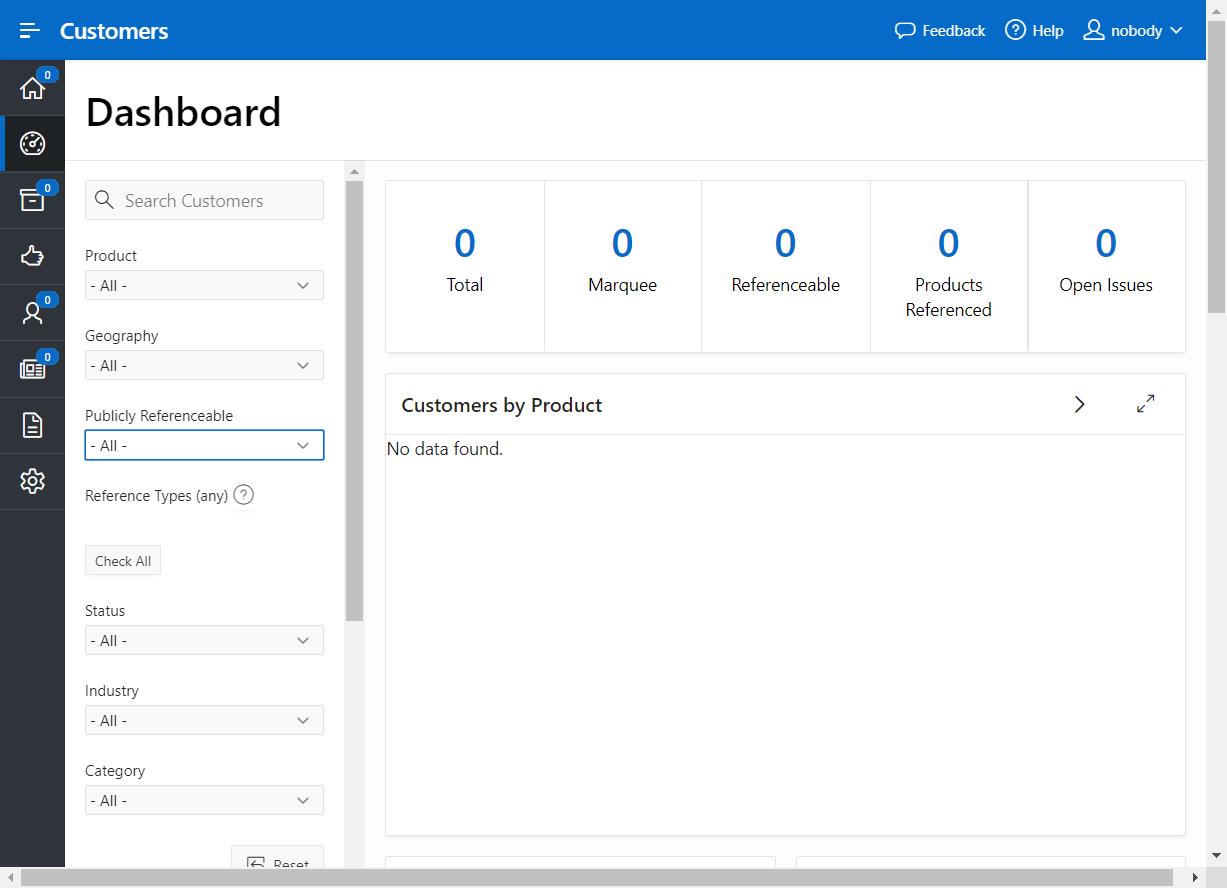 Customers
Feedback
Help
nobody
0
0
0
0
Dashboard
Search Customers
Product
- All -
Geography
- All -
Publicly Referenceable
- All -
Reference Types (any)
Check All
Status
- All -
Industry
- All -
Category
- All -
Reset
0
Total
0
Marquee
0
Referenceable
0
Products
Referenced
0
Open Issues
Customers by Product
No data found.